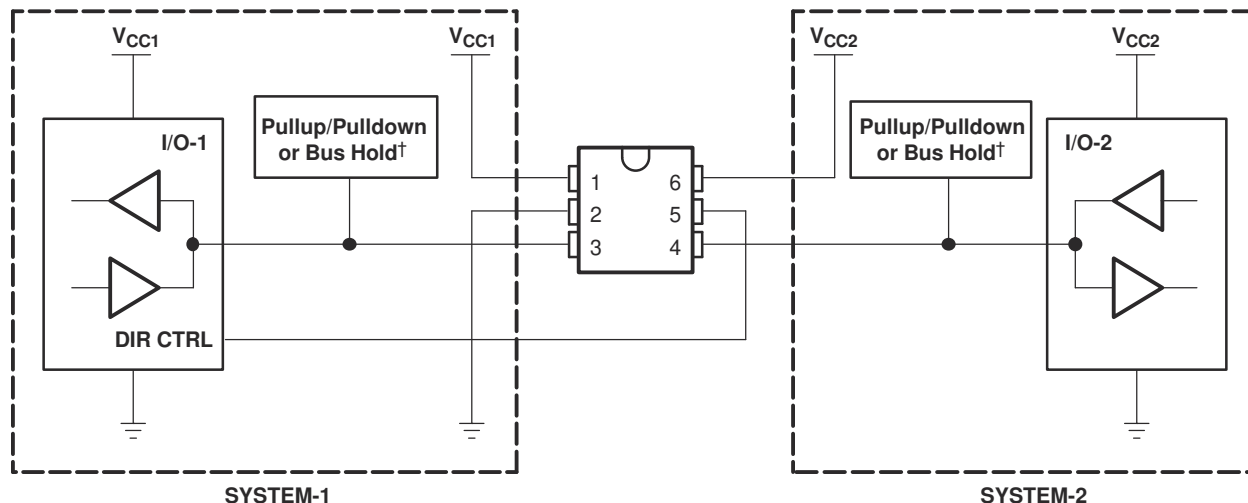 VCC1
VCC1
I/O-1
Pullup/Pulldown
or Bus Hold†
DIR CTRL
SYSTEM-1
1
2
3
6
5
4
VCC2
VCC2
Pullup/Pulldown
or Bus Hold†
I/O-2
SYSTEM-2